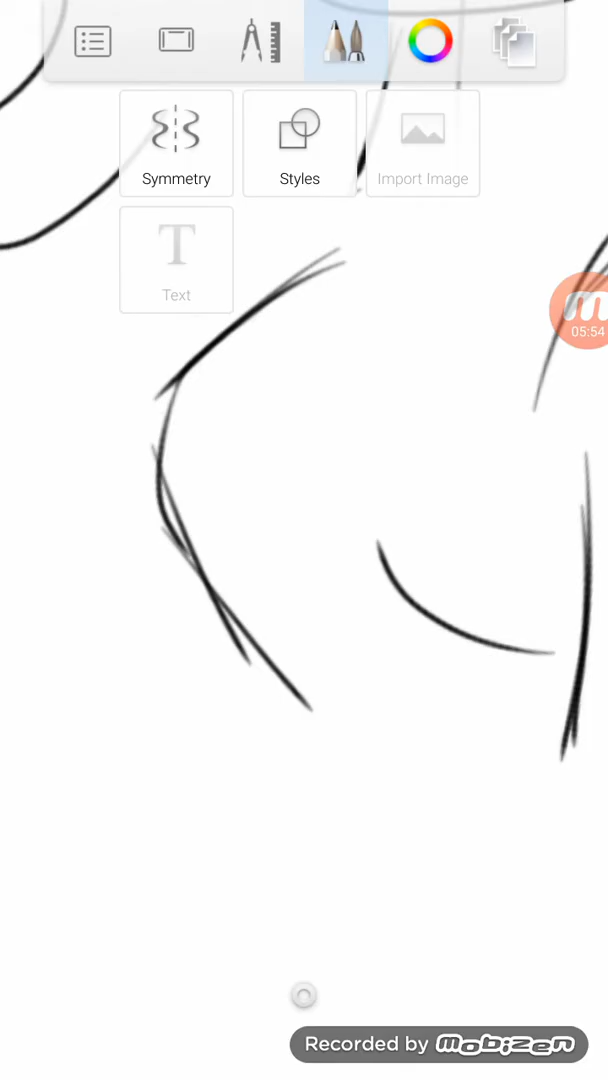 Symmetry
Styles
Import Image
T
Text
m
05:54
Recorded by mobizen